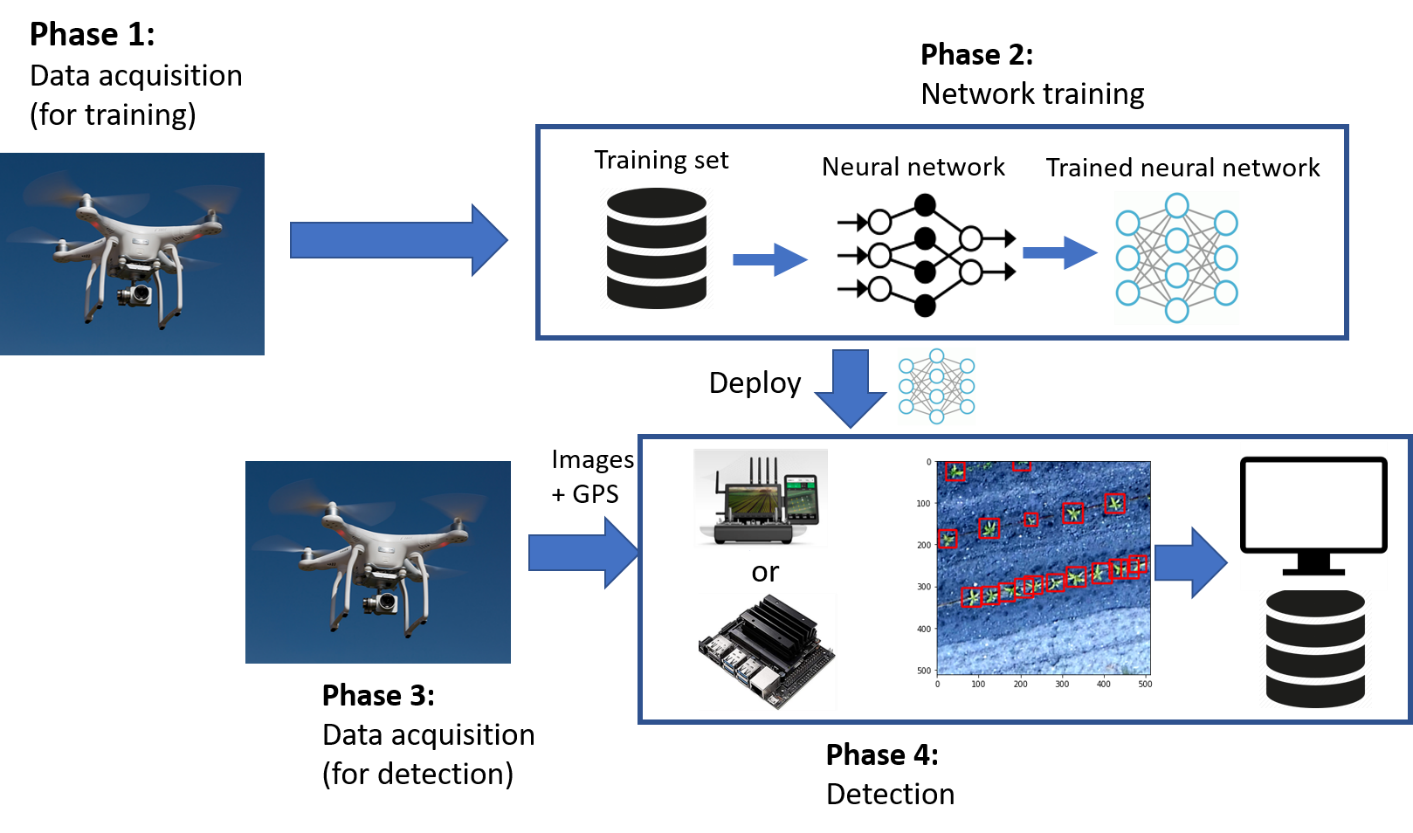 Phase 1:
Data acquisition
(for training)
Phase 2:
Network training
Training set
Neural network
Trained neural network
Deploy
Images
+ GPS
or
0
100
200
300
400
500
0
100
200
300
400
500
Phase 3:
Data acquisition
(for detection)
Phase 4:
Detection